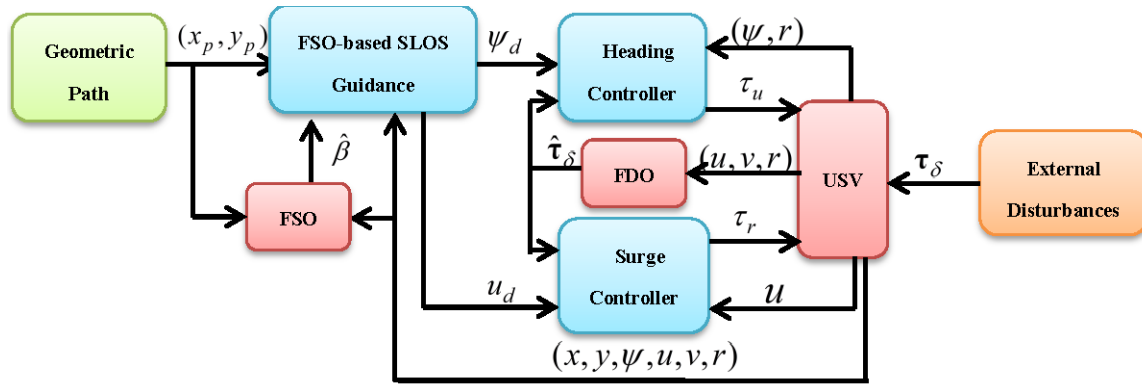 Geometric
Path
(x_p, y_p)
FSO-based SLOS
Guidance
ψ_d
Heading
Controller
(ψ, r)
τ_u
β̂
FSO
τ̂_δ
FDO
(u, v, r)
USV
τ_δ
External
Disturbances
u_d
Surge
Controller
τ_r
u
(x, y, ψ, u, v, r)